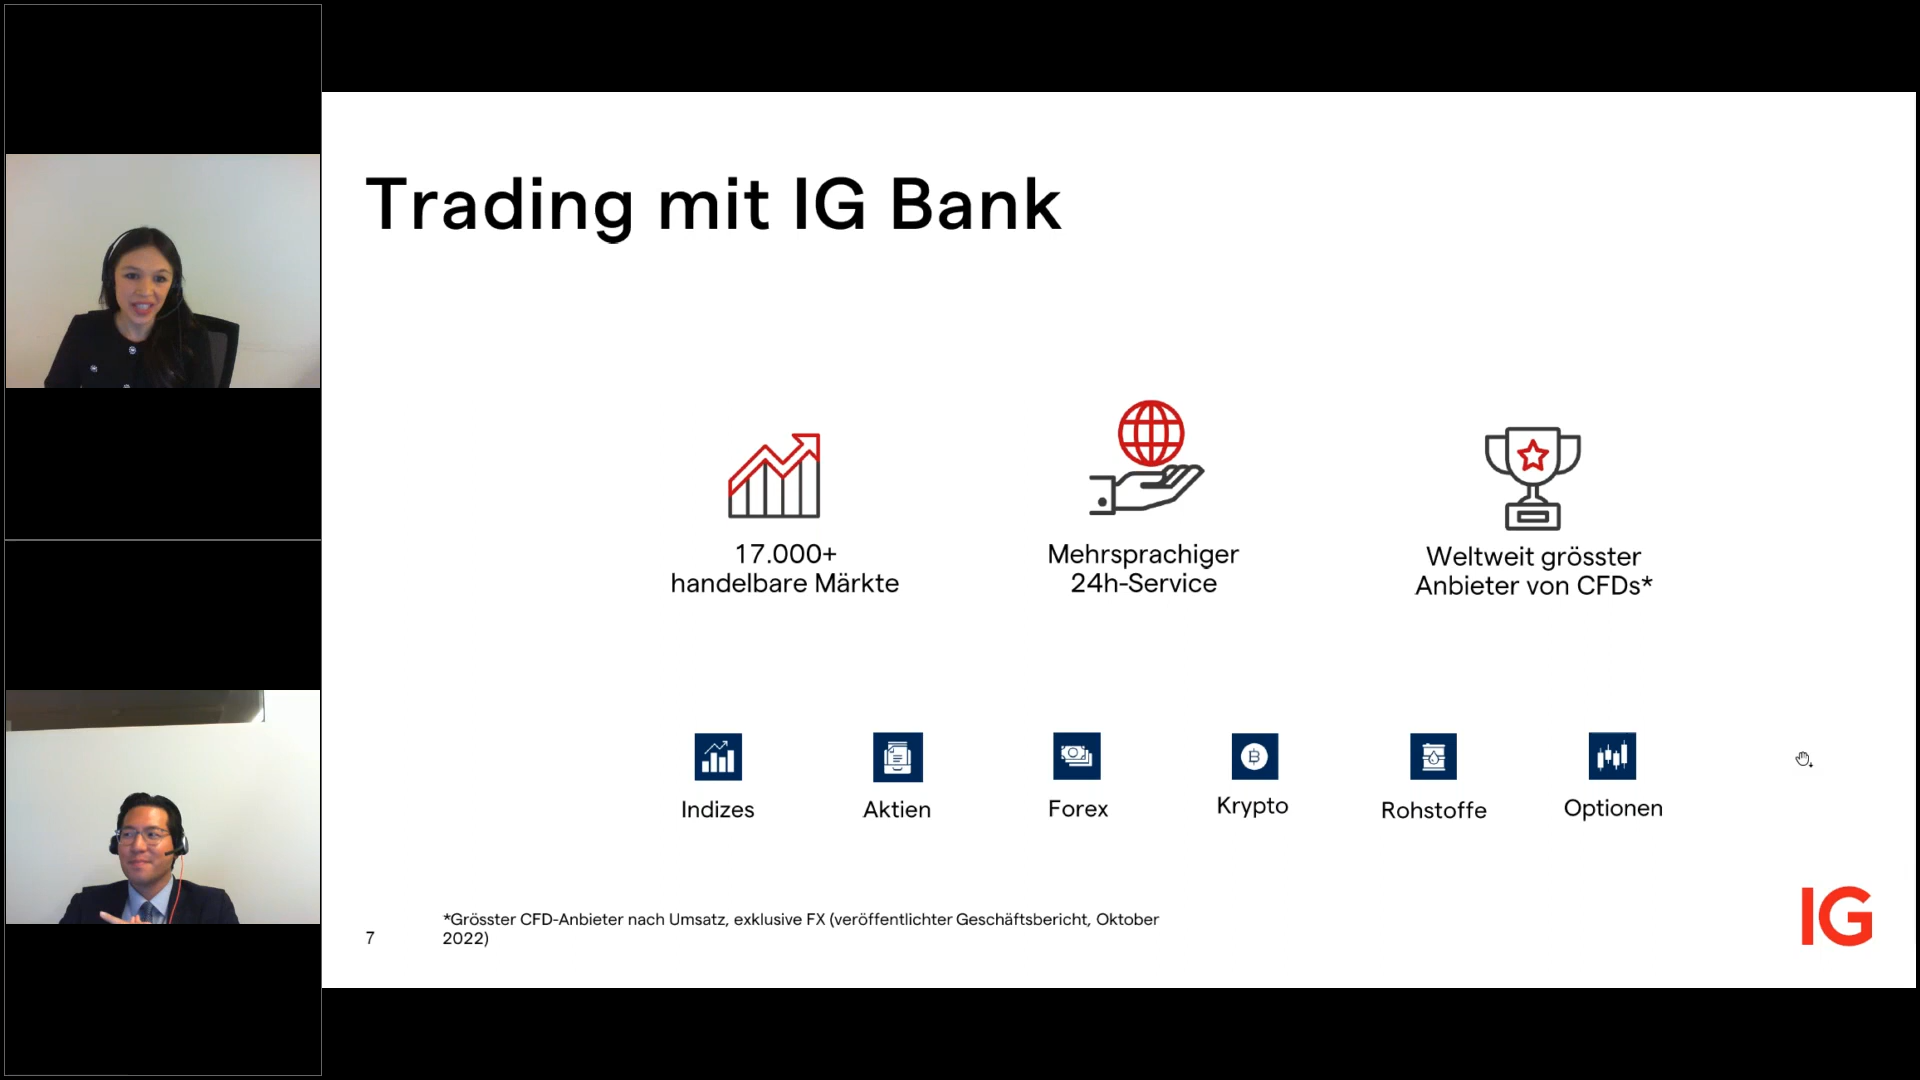 Trading mit IG Bank
17.000+
handelbare Märkte
Mehrsprachiger
24h-Service
Weltweit grösster
Anbieter von CFDs*
Indizes
Aktien
Forex
Krypto
Rohstoffe
Optionen
*Grösster CFD-Anbieter nach Umsatz, exklusive FX (veröffentlichter Geschäftsbericht, Oktober
2022)
7
IG